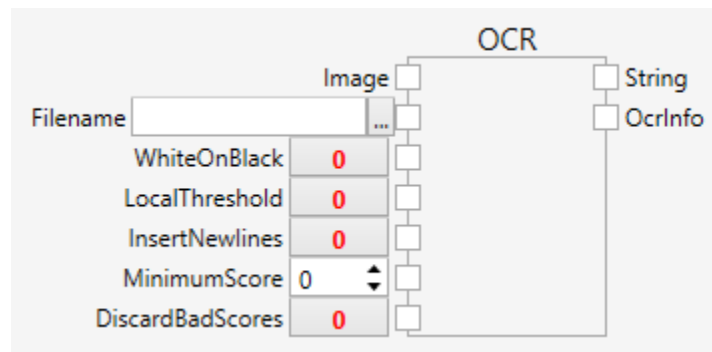 OCR
Image String
Filename ... OcrInfo
WhiteOnBlack 0
LocalThreshold 0
InsertNewlines 0
MinimumScore 0
DiscardBadScores 0